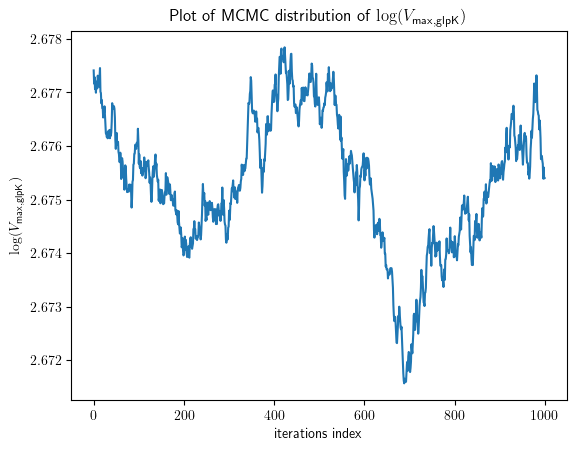 Plot of MCMC distribution of log(V_max,glpK)
2.678
2.677
2.676
2.675
2.674
2.673
2.672
log(V_max,glpK)
0 200 400 600 800 1000
iterations index